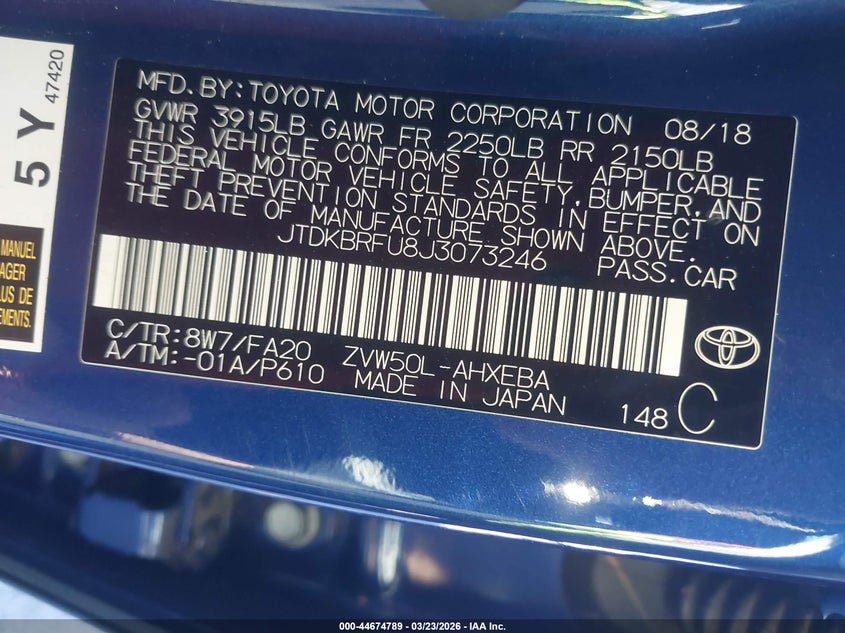 5 Y 47420
MANUEL
AGER
LUS DE
EMENTS.
MFD.BY:TOYOTA MOTOR CORPORATION 08/18
GVWR 3915LB GAWR FR 2250LB RR 2150LB
THIS VEHICLE CONFORMS TO ALL APPLICABLE
FEDERAL MOTOR VEHICLE SAFETY,BUMPER,AND
THEFT PREVENTION STANDARDS IN EFFECT ON
THE DATE OF MANUFACTURE SHOWN ABOVE.
JTDKBRFU8J3073246 PASS.CAR
C/TR:8W7/FA20 ZVW50L-AHXEBA
A/TM:-01A/P610 MADE IN JAPAN
148 C
TOYOTA
000-44674789 - 03/23/2026 - IAA Inc.